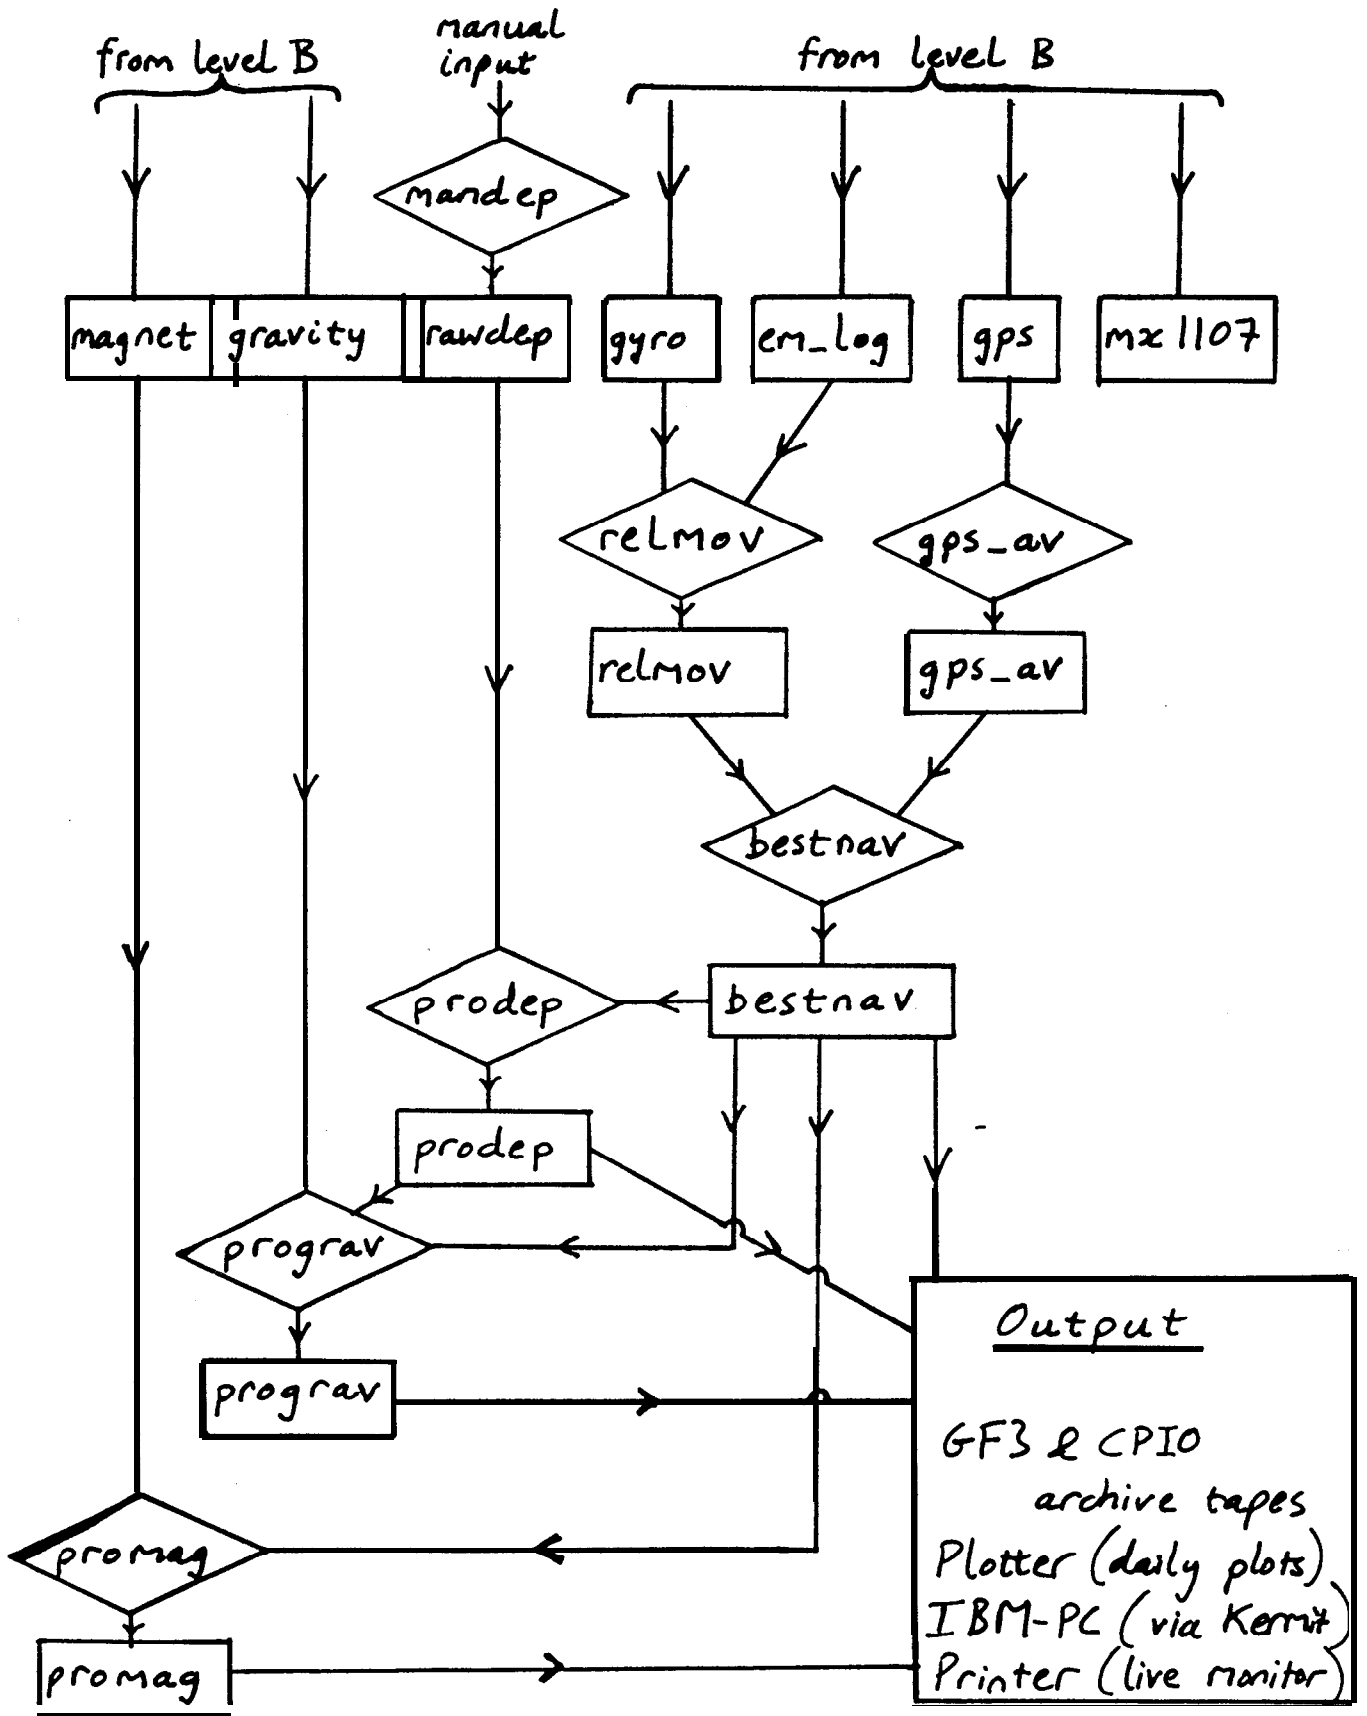 manual
input
from level B
from level B
mandep
magnet
gravity
rawdep
gyro
em_log
gps
mx1107
relmov
gps_av
relmov
gps_av
bestnav
prodep
bestnav
prodep
prograv
Output
prograv
GF3 & CPIO
archive tapes
promag
Plotter (daily plots)
IBM-PC (via Kermit)
promag
Printer (live monitor)